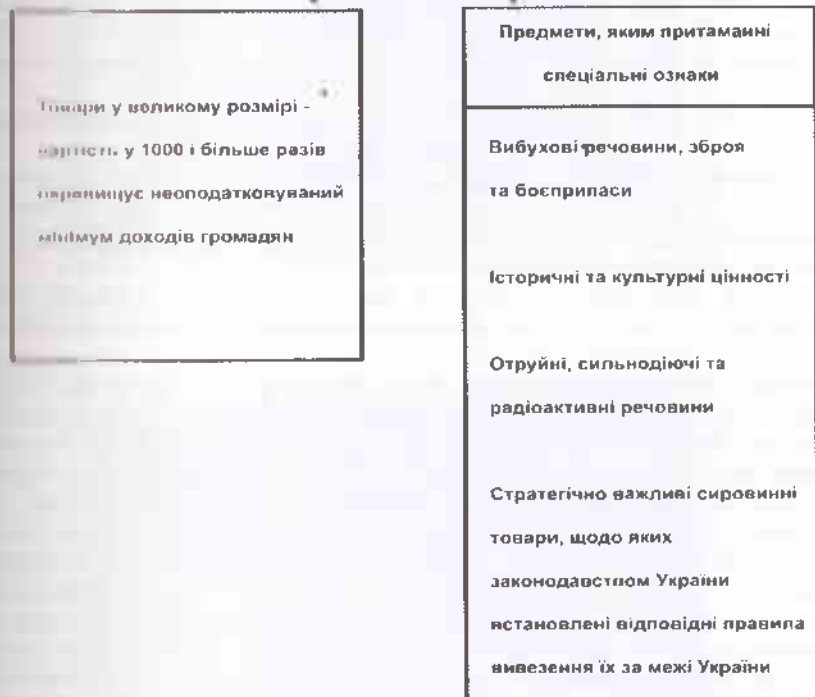 Товари у великому розмірі -
вартість у 1000 і більше разів
перевищує неоподатковуваний
мінімум доходів громадян
Предмети, яким притаманні
спеціальні ознаки
Вибухові речовини, зброя
та боєприпаси
Історичні та культурні цінності
Отруйні, сильнодіючі та
радіоактивні речовини
Стратегічно важливі сировинні
товари, щодо яких
законодавством України
встановлені відповідні правила
вивезення їх за межі України